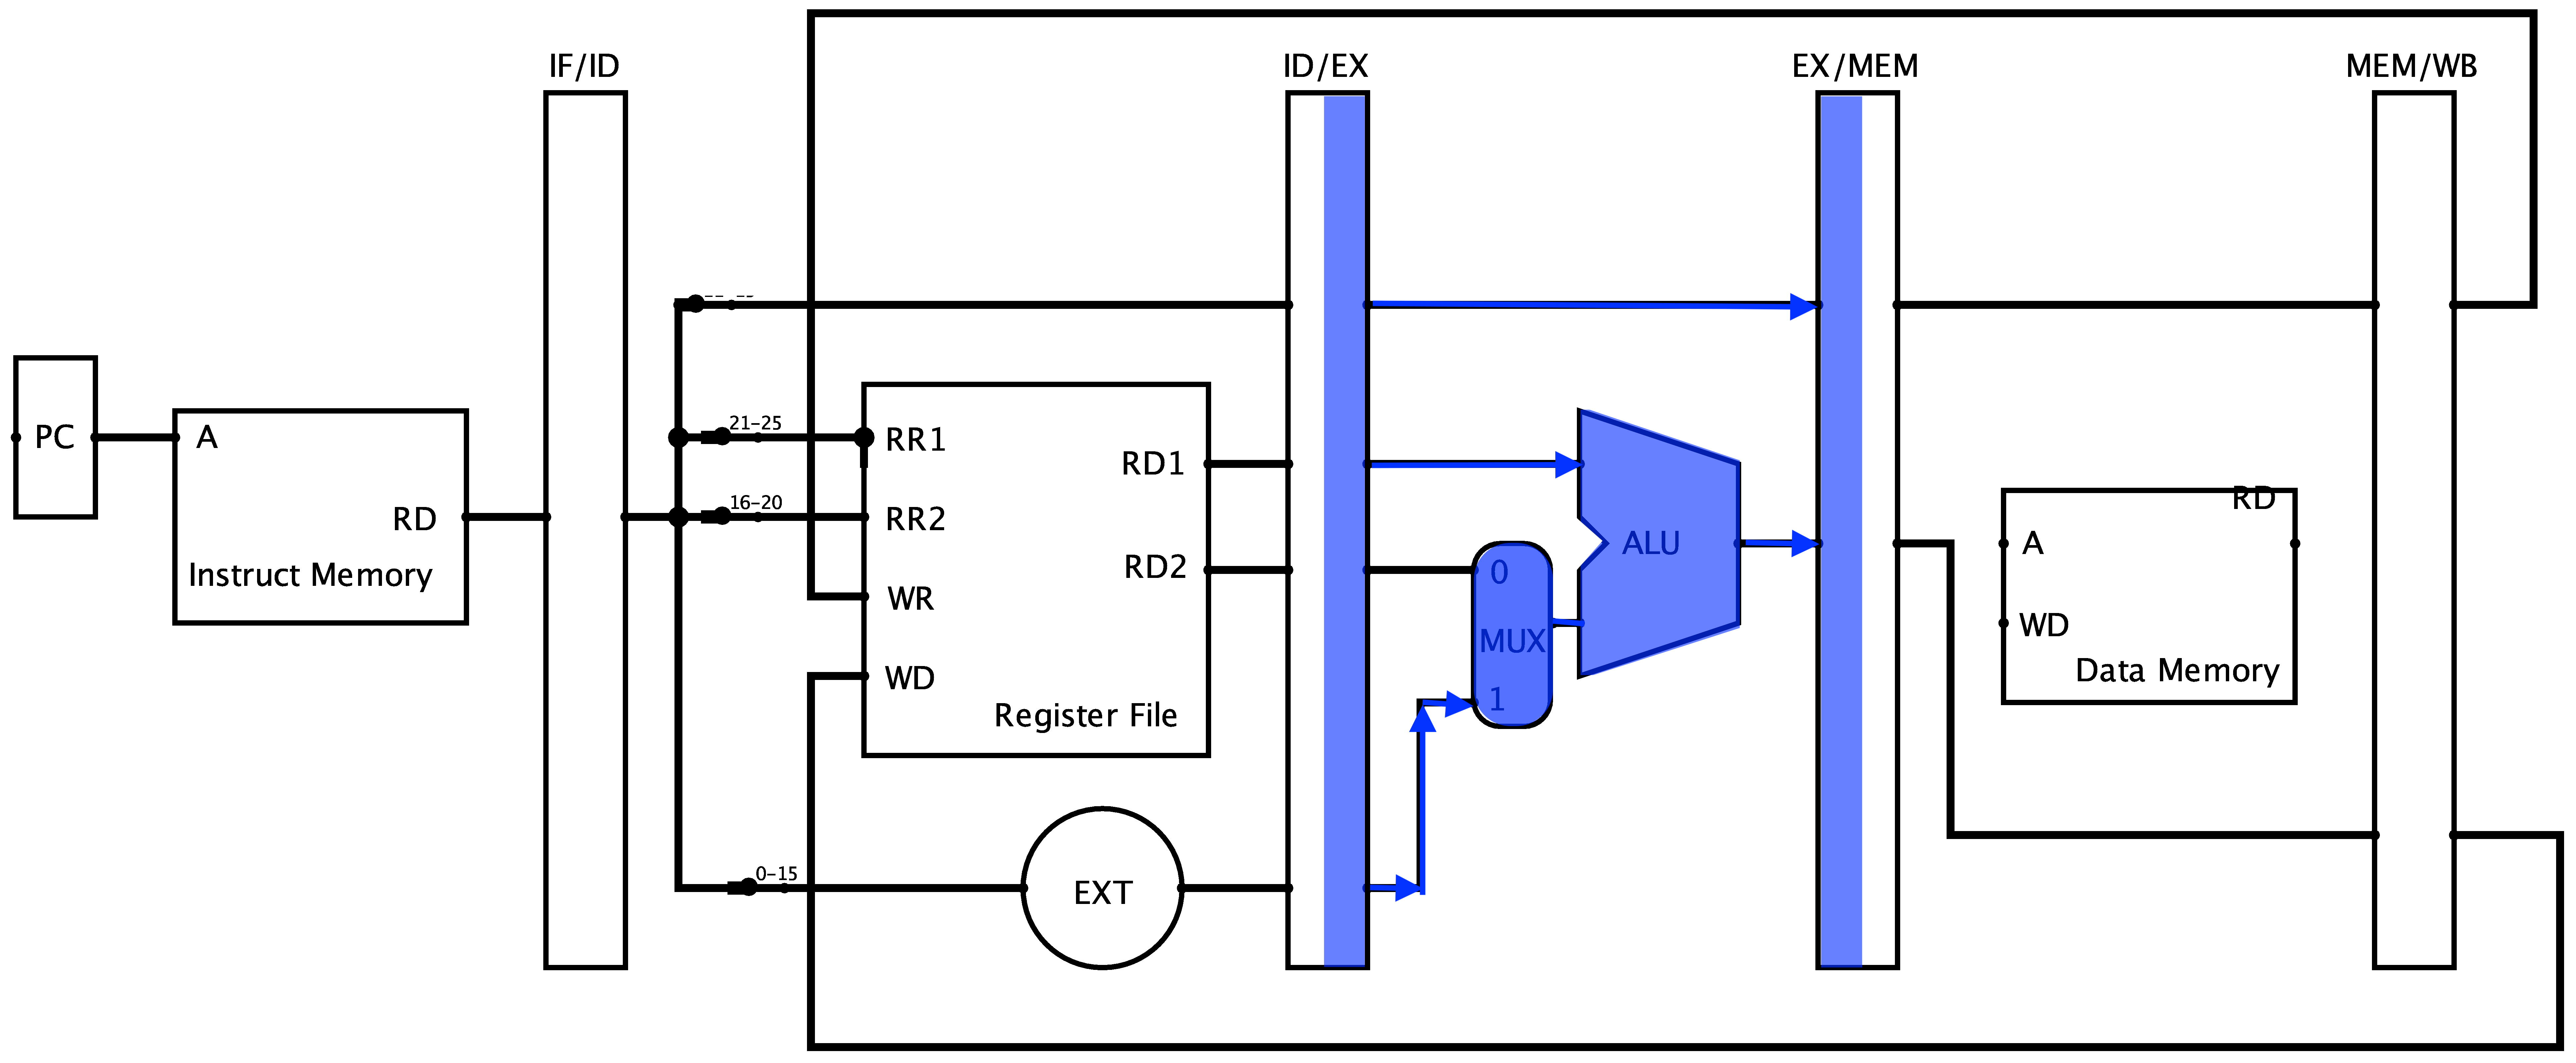 IF/ID
ID/EX
EX/MEM
MEM/WB
PC
A
RD
Instruct Memory
21-25
16-20
0-15
RR1
RR2
WR
WD
RD1
RD2
Register File
EXT
0
MUX
1
ALU
RD
A
WD
Data Memory